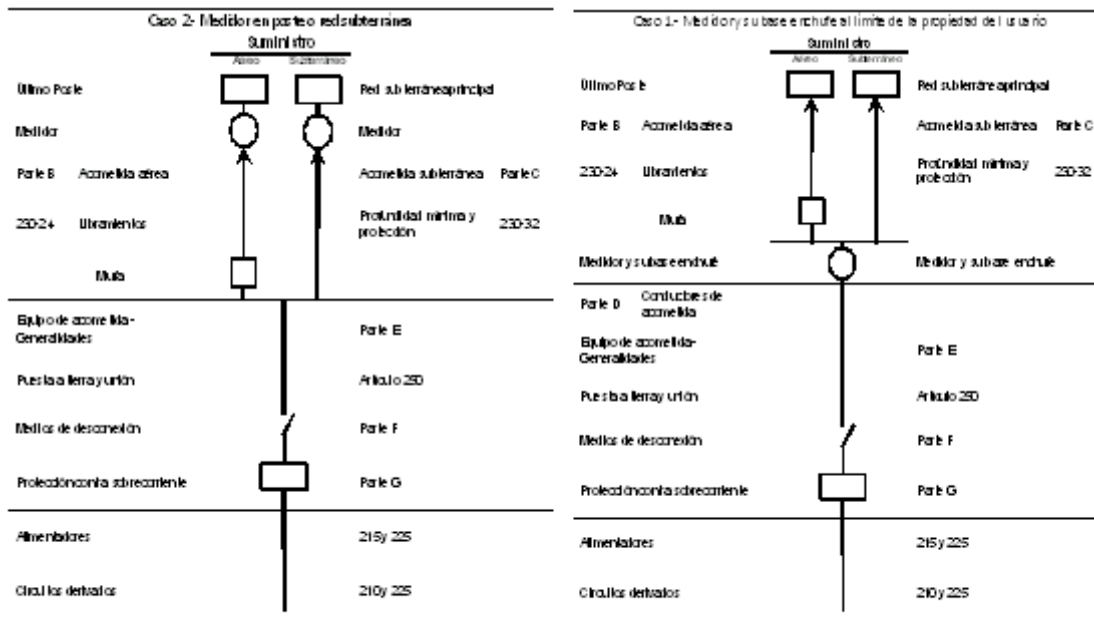 Caso 2- Medidor en poste o red subterránea
Suministro
Aéreo Subterráneo
Último Poste Red subterránea principal
Medidor Medidor
Parte B Acometida aérea Acometida subterránea Parte C
230-24 Libramientos Profundidad mínima y
protección 230-32
Mufa
Equipo de acometida-
Generalidades Parte E
Puesta a tierra y unión Artículo 250
Medios de desconexión Parte F
Protección contra sobrecorriente Parte G
Alimentadores 215 y 225
Circuitos derivados 210 y 225
Caso 1.- Medidor y su base enchufe al límite de la propiedad del usuario
Suministro
Aéreo Subterráneo
Último Poste Red subterránea principal
Parte B Acometida aérea Acometida subterránea Parte C
230-24 Libramientos Profundidad mínima y
protección 230-32
Mufa
Medidor y su base enchufe Medidor y su base enchufe
Parte D Conductores de
acometida
Equipo de acometida-
Generalidades Parte E
Puesta a tierra y unión Artículo 250
Medios de desconexión Parte F
Protección contra sobrecorriente Parte G
Alimentadores 215 y 225
Circuitos derivados 210 y 225